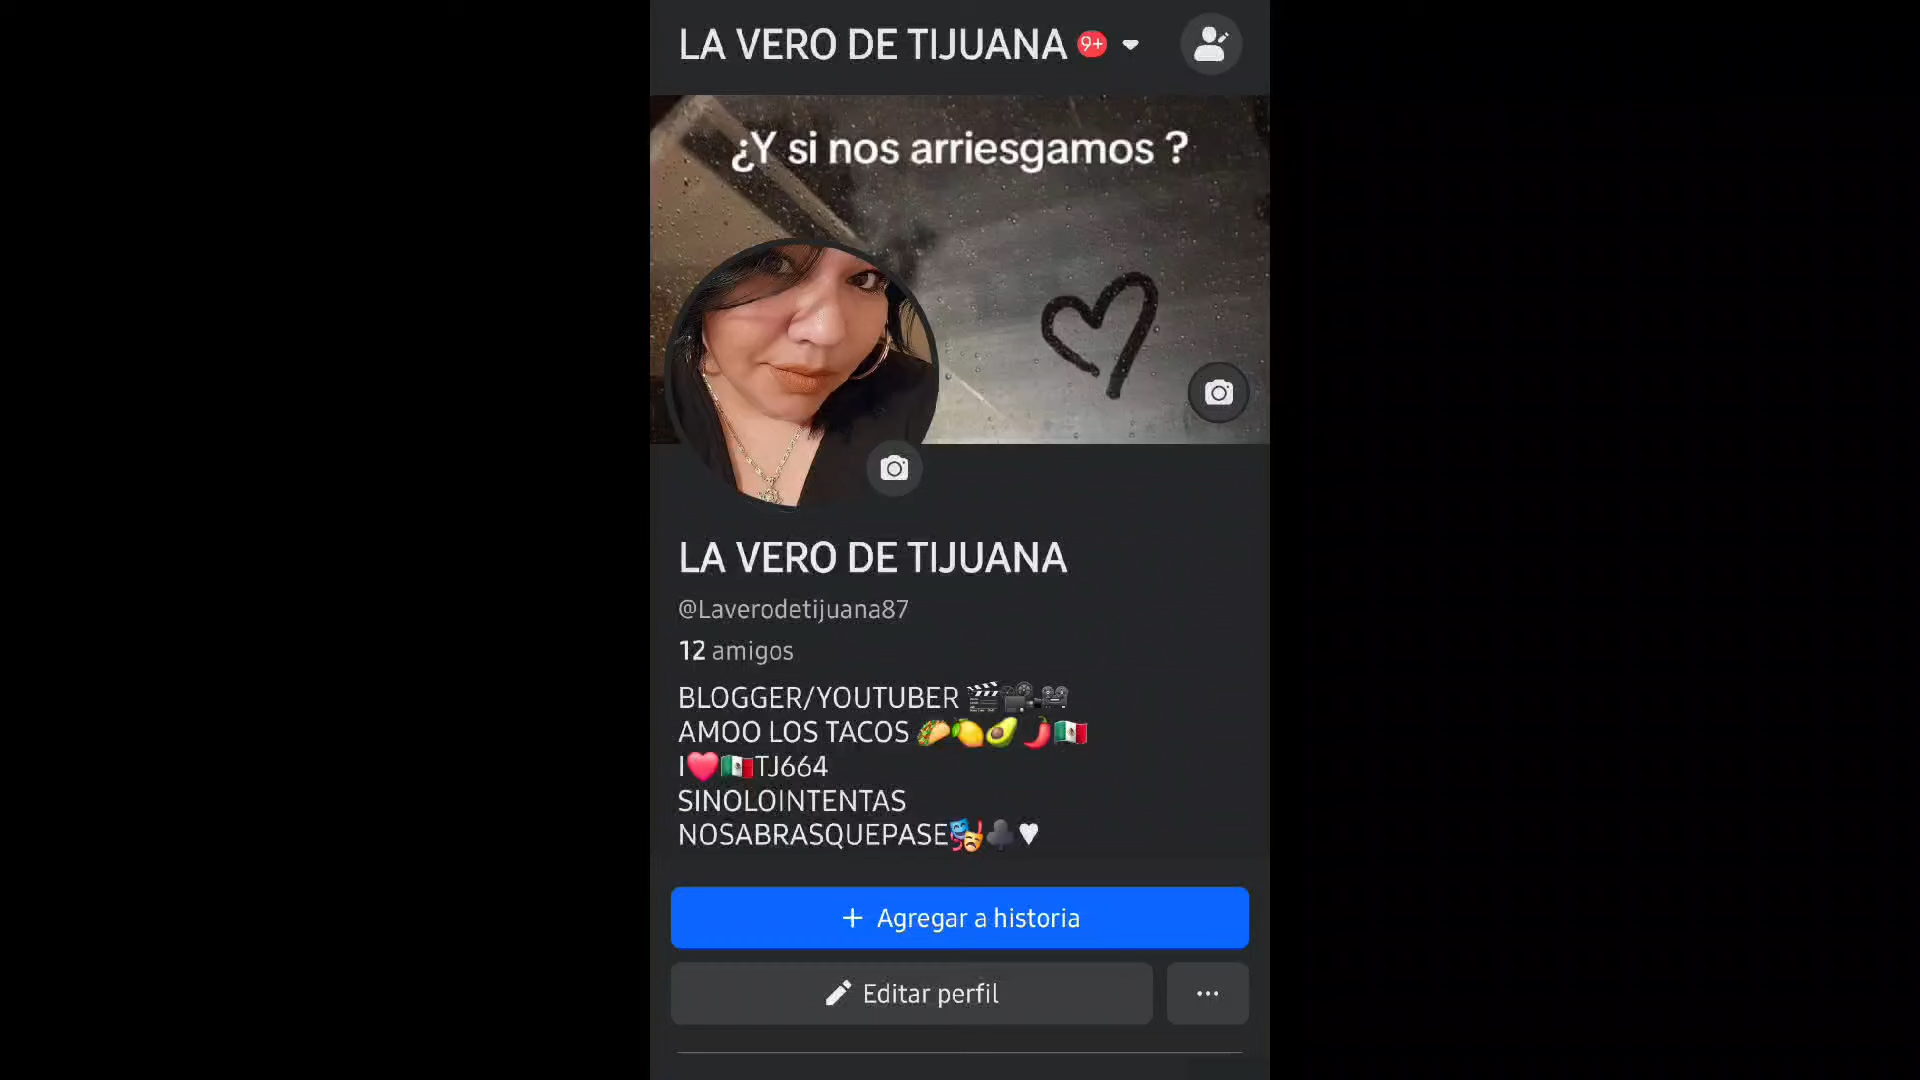 LA VERO DE TIJUANA 9+
¿Y si nos arriesgamos ?
LA VERO DE TIJUANA
@Laverodetijuana87
12 amigos
BLOGGER/YOUTUBER 🎬🎥📽
AMOO LOS TACOS 🌮🍋🥑🌶🇲🇽
I❤🇲🇽TJ664
SINOLOINTENTAS
NOSABRASQUEPASE🎭♣♥
+ Agregar a historia
Editar perfil